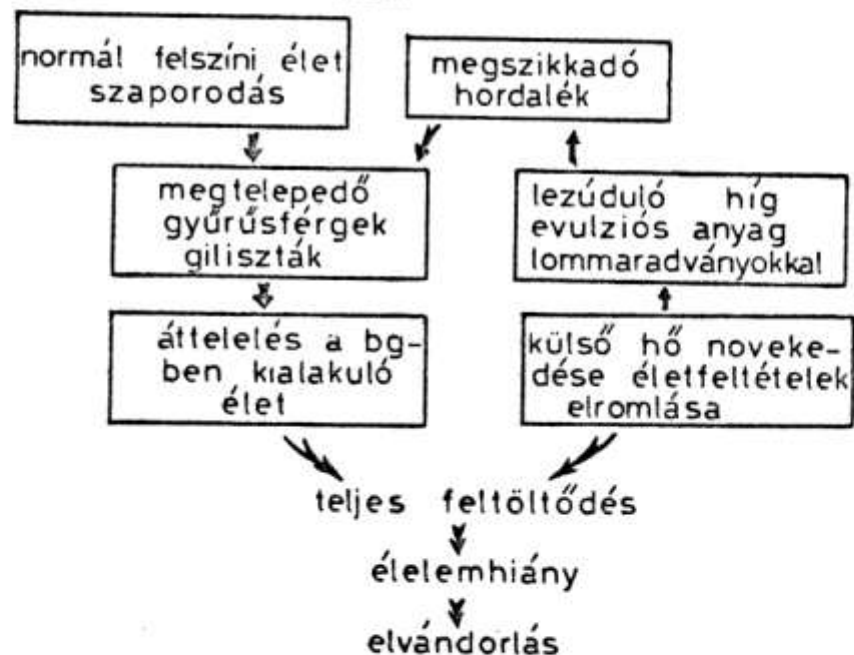 normál felszíni élet
szaporodás
megszikkadó
hordalék
megtelepedő
gyűrűsférgek
giliszták
lezúduló híg
evulziós anyag
lommaradványokkal
áttelelés a bg-
ben kialakuló
élet
külső hő noveke-
dése életfeltételek
elromlása
teljes feltöltődés
élelemhiány
elvándorlás